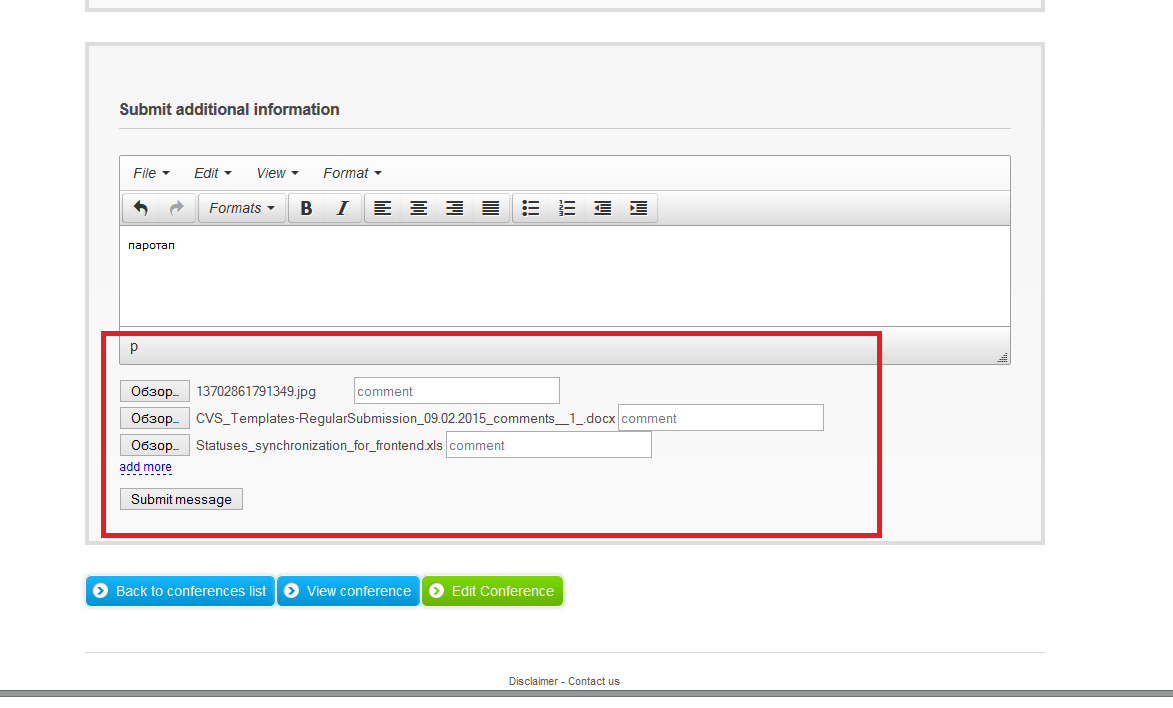 Submit additional information
File Edit View Format
Formats B I
паротап
p
Обзор... 13702861791349.jpg comment
Обзор... CVS_Templates-RegularSubmission_09.02.2015_comments__1_.docx comment
Обзор... Statuses_synchronization_for_frontend.xls comment
add more
Submit message
Back to conferences list View conference Edit Conference
Disclaimer - Contact us